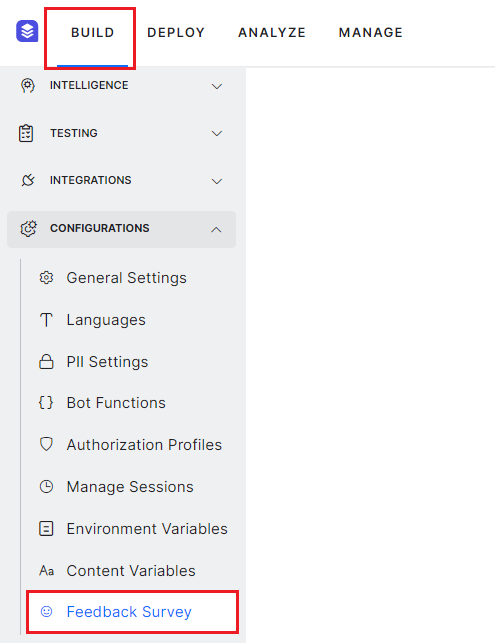 BUILD DEPLOY ANALYZE MANAGE
INTELLIGENCE
TESTING
INTEGRATIONS
CONFIGURATIONS
General Settings
Languages
PII Settings
{} Bot Functions
Authorization Profiles
Manage Sessions
Environment Variables
Aa Content Variables
Feedback Survey